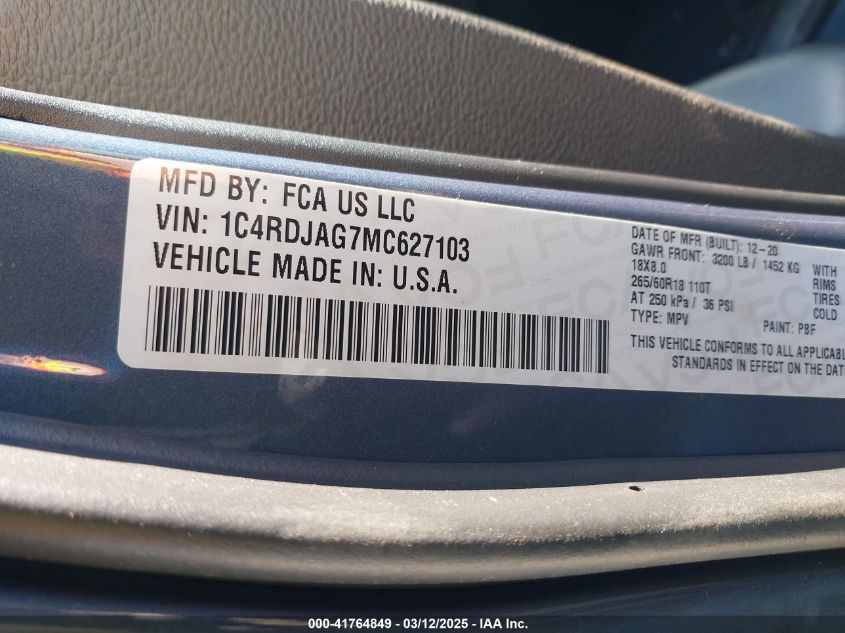 MFD BY: FCA US LLC
VIN: 1C4RDJAG7MC627103
VEHICLE MADE IN: U.S.A.
DATE OF MFR (BUILT): 12-20
GAWR FRONT: 3200 LB / 1452 KG WITH
18X8.0 RIMS
265/60R18 110T TIRES
AT 250 kPa / 36 PSI COLD
TYPE: MPV PAINT: PBF
THIS VEHICLE CONFORMS TO ALL APPLICABL
STANDARDS IN EFFECT ON THE DAT
000-41764849 - 03/12/2025 - IAA Inc.